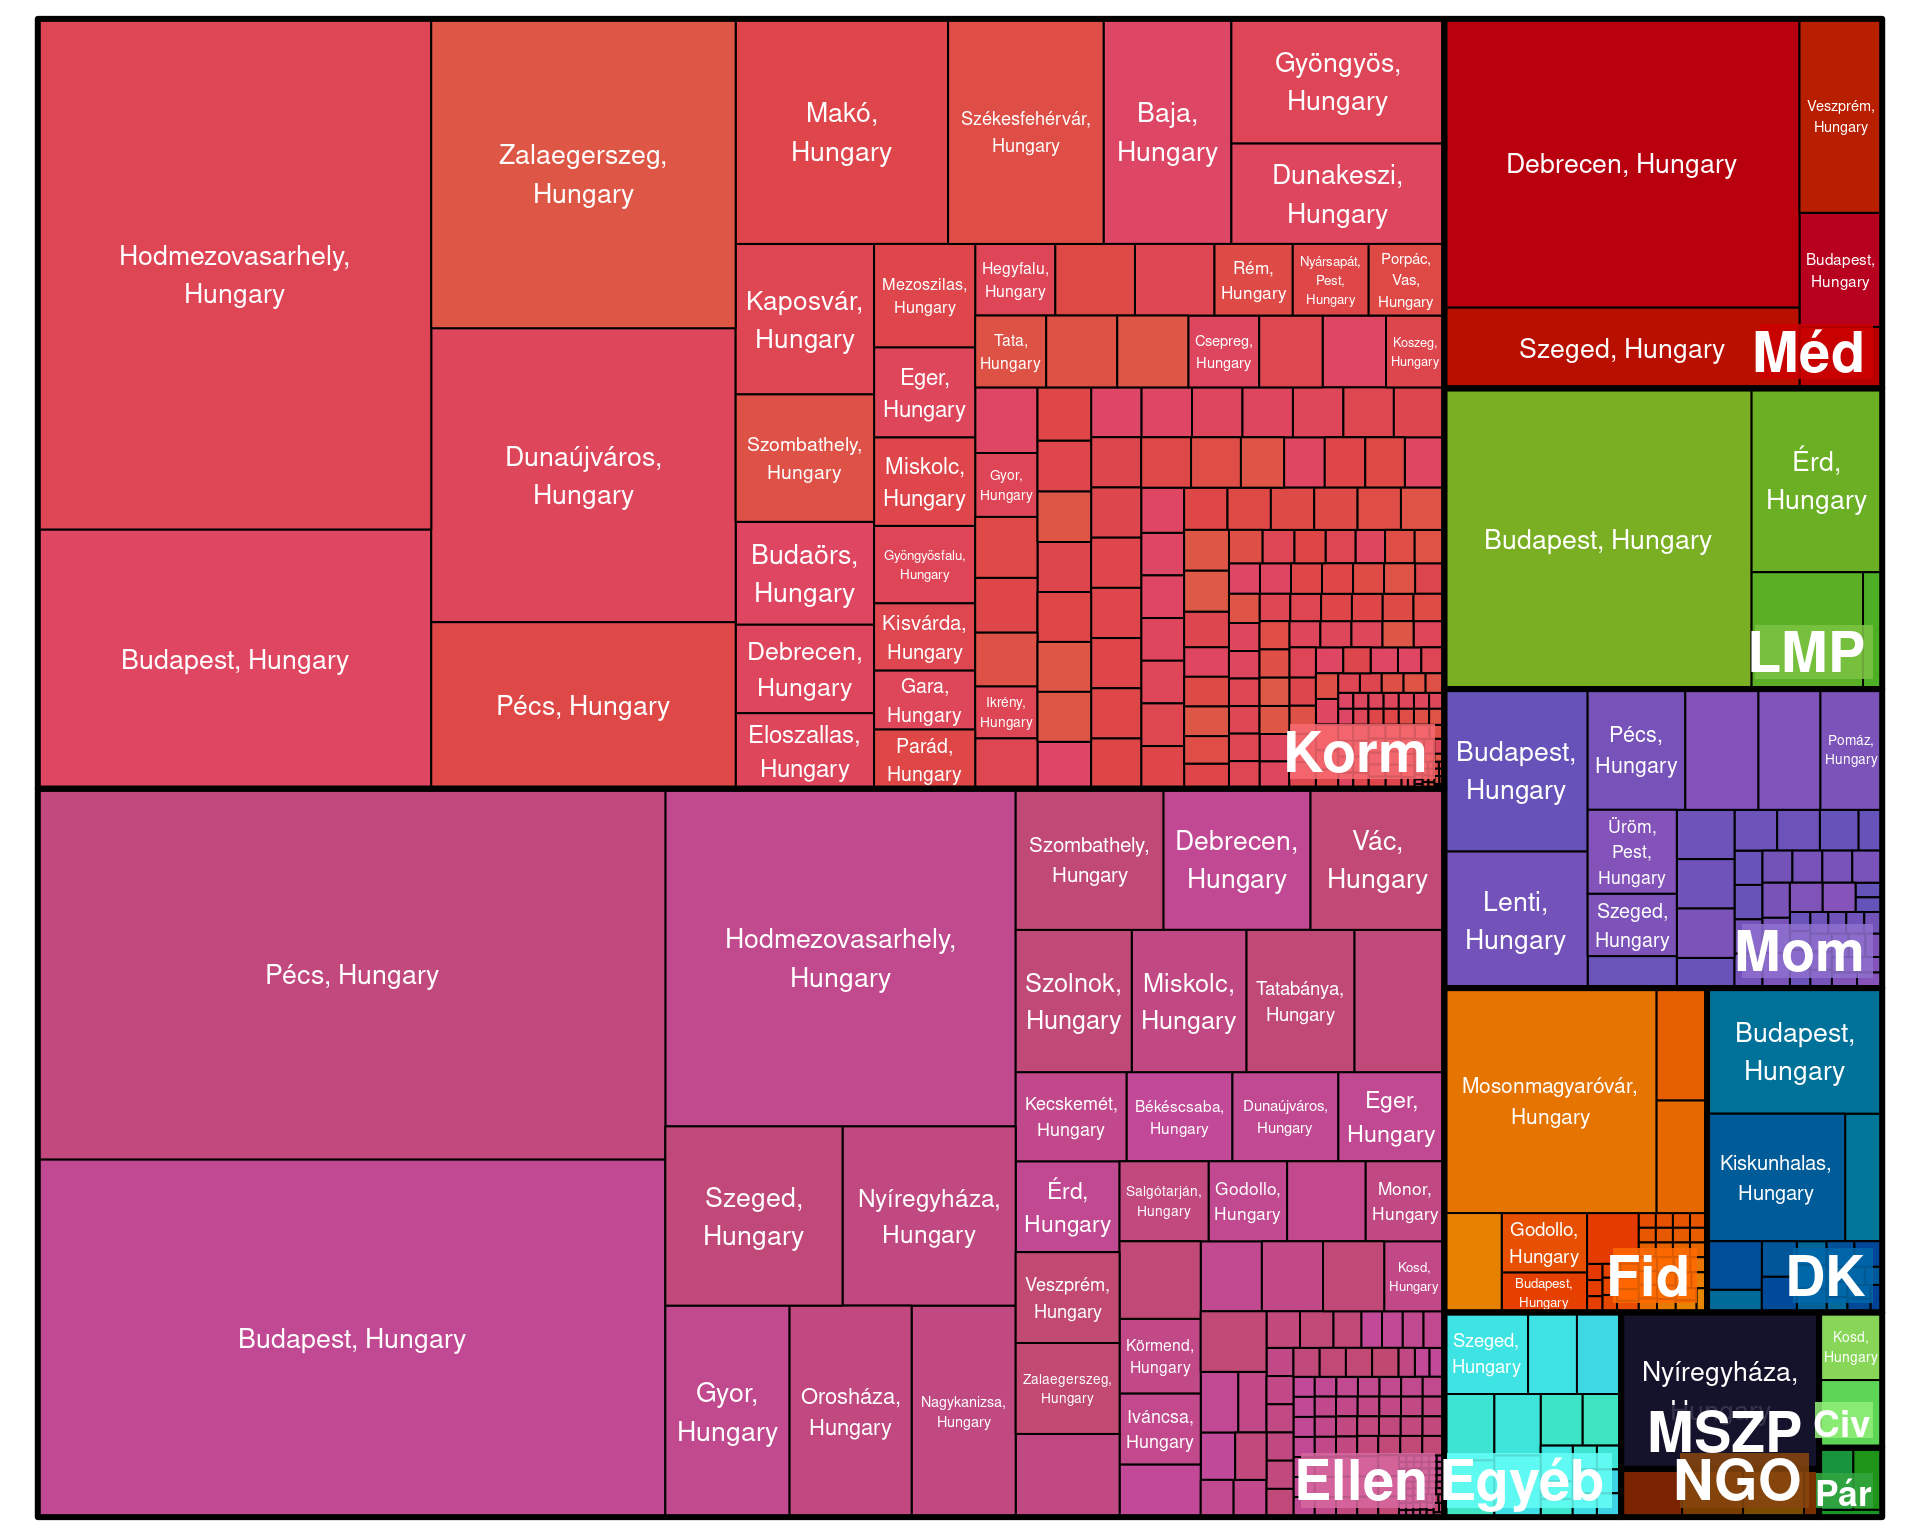 Hodmezovasarhely,
Hungary
Budapest, Hungary
Zalaegerszeg,
Hungary
Dunaújváros,
Hungary
Pécs, Hungary
Makó,
Hungary
Székesfehérvár,
Hungary
Baja,
Hungary
Gyöngyös,
Hungary
Dunakeszi,
Hungary
Kaposvár,
Hungary
Szombathely,
Hungary
Budaörs,
Hungary
Debrecen,
Hungary
Eloszallas,
Hungary
Mezoszilas,
Hungary
Eger,
Hungary
Miskolc,
Hungary
Gyöngyösfalu,
Hungary
Kisvárda,
Hungary
Gara,
Hungary
Parád,
Hungary
Hegyfalu,
Hungary
Rém,
Hungary
Nyársapát,
Pest,
Hungary
Porpác,
Vas,
Hungary
Tata,
Hungary
Csepreg,
Hungary
Koszeg,
Hungary
Gyor,
Hungary
Ikrény,
Hungary
Korm
Pécs, Hungary
Budapest, Hungary
Hodmezovasarhely,
Hungary
Szeged,
Hungary
Nyíregyháza,
Hungary
Gyor,
Hungary
Orosháza,
Hungary
Nagykanizsa,
Hungary
Szombathely,
Hungary
Debrecen,
Hungary
Vác,
Hungary
Szolnok,
Hungary
Miskolc,
Hungary
Tatabánya,
Hungary
Kecskemét,
Hungary
Békéscsaba,
Hungary
Dunaújváros,
Hungary
Eger,
Hungary
Érd,
Hungary
Salgótarján,
Hungary
Godollo,
Hungary
Monor,
Hungary
Veszprém,
Hungary
Zalaegerszeg,
Hungary
Körmend,
Hungary
Iváncsa,
Hungary
Kosd,
Hungary
Ellen
Debrecen, Hungary
Veszprém,
Hungary
Budapest,
Hungary
Szeged, Hungary
Méd
Budapest, Hungary
Érd,
Hungary
LMP
Budapest,
Hungary
Lenti,
Hungary
Pécs,
Hungary
Pomáz,
Hungary
Üröm,
Pest,
Hungary
Szeged,
Hungary
Mom
Mosonmagyaróvár,
Hungary
Godollo,
Hungary
Budapest,
Hungary
Fid
Budapest,
Hungary
Kiskunhalas,
Hungary
DK
Szeged,
Hungary
Egyéb
Nyíregyháza,
Hungary
MSZP
NGO
Kosd,
Hungary
Civ
Pár